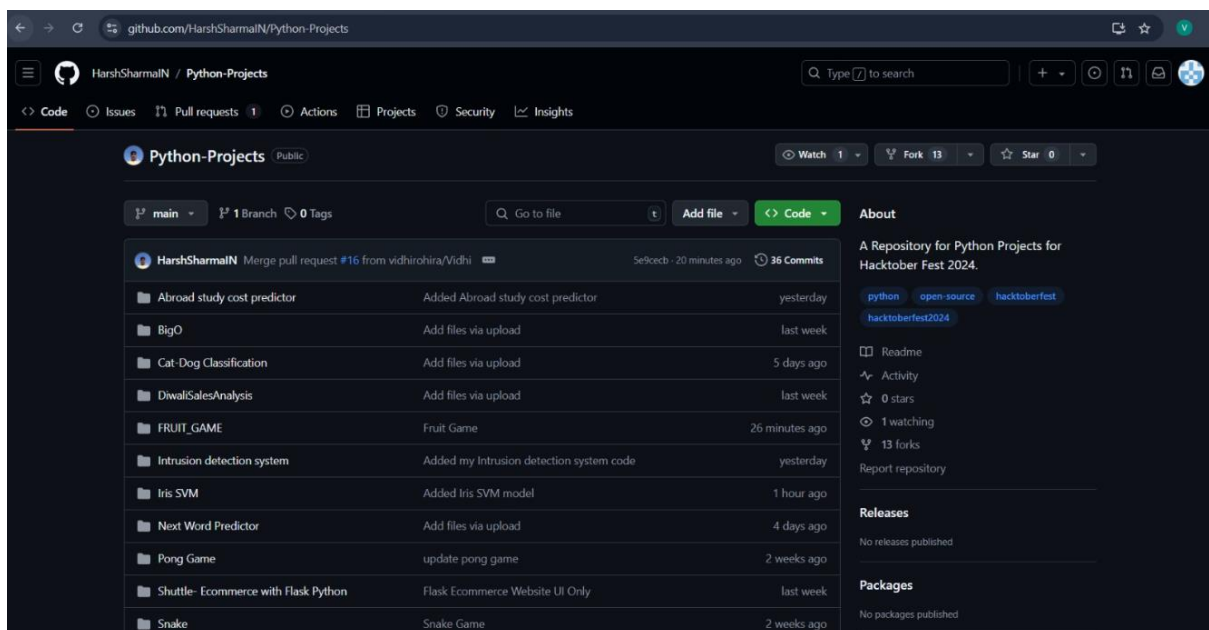 github.com/HarshSharmaIN/Python-Projects
V
HarshSharmaIN / Python-Projects
Type / to search
<> Code Issues Pull requests 1 Actions Projects Security Insights
Python-Projects Public
Watch 1 Fork 13 Star 0
main 1 Branch 0 Tags Go to file t Add file <> Code
HarshSharmaIN Merge pull request #16 from vidhirohira/Vidhi 5e9cecb · 20 minutes ago 36 Commits
Abroad study cost predictor Added Abroad study cost predictor yesterday
BigO Add files via upload last week
Cat-Dog Classification Add files via upload 5 days ago
DiwaliSalesAnalysis Add files via upload last week
FRUIT_GAME Fruit Game 26 minutes ago
Intrusion detection system Added my Intrusion detection system code yesterday
Iris SVM Added Iris SVM model 1 hour ago
Next Word Predictor Add files via upload 4 days ago
Pong Game update pong game 2 weeks ago
Shuttle- Ecommerce with Flask Python Flask Ecommerce Website UI Only last week
Snake Snake Game 2 weeks ago
About
A Repository for Python Projects for
Hacktober Fest 2024.
python open-source hacktoberfest
hacktoberfest2024
Readme
Activity
0 stars
1 watching
13 forks
Report repository
Releases
No releases published
Packages
No packages published